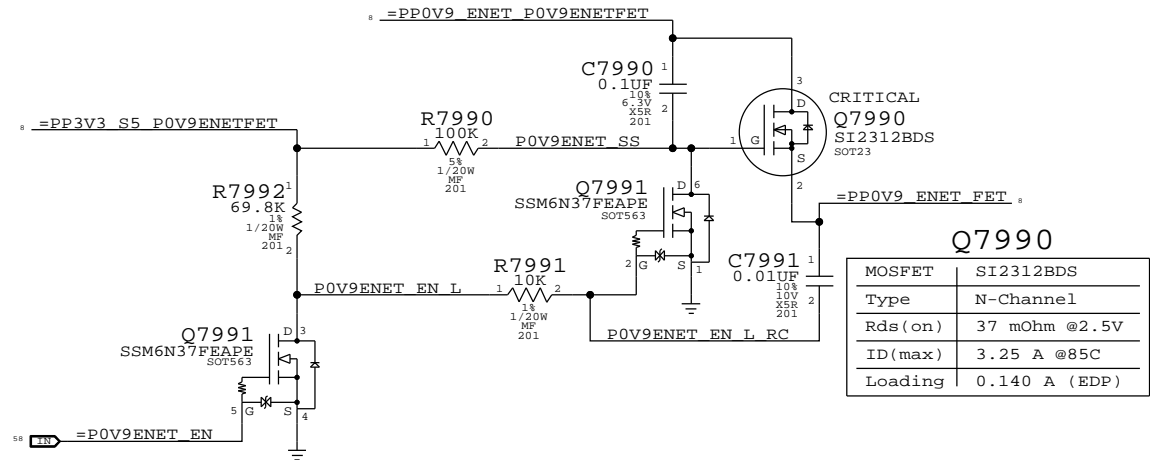 8 =PP0V9_ENET_P0V9ENETFET
C7990
0.1UF
10%
6.3V
X5R
201
1
2
CRITICAL
Q7990
SI2312BDS
SOT23
3
D
1
G
S
2
8 =PP3V3_S5_P0V9ENETFET
R7990
100K
1 2
5%
1/20W
MF
201
P0V9ENET_SS
R7992
69.8K
1%
1/20W
MF
201
1
2
Q7991
SSM6N37FEAPE
SOT563
D 6
2 G S 1
=PP0V9_ENET_FET 8
C7991
0.01UF
10%
10V
X5R
201
1
2
P0V9ENET_EN_L
R7991
10K
1 2
1%
1/20W
MF
201
P0V9ENET_EN_L_RC
Q7991
SSM6N37FEAPE
SOT563
D 3
5 G S 4
58 IN =P0V9ENET_EN
Q7990
MOSFET SI2312BDS
Type N-Channel
Rds(on) 37 mOhm @2.5V
ID(max) 3.25 A @85C
Loading 0.140 A (EDP)